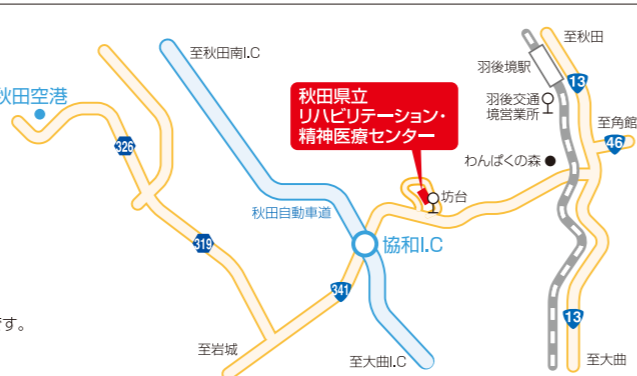 至秋田南I.C
至秋田
羽後境駅
13
秋田空港
秋田県立
リハビリテーション・
精神医療センター
羽後交通
境営業所
至角館
46
326
わんぱくの森
坊台
秋田自動車道
319
協和I.C
341
13
です。
至岩城
至大曲I.C
至大曲